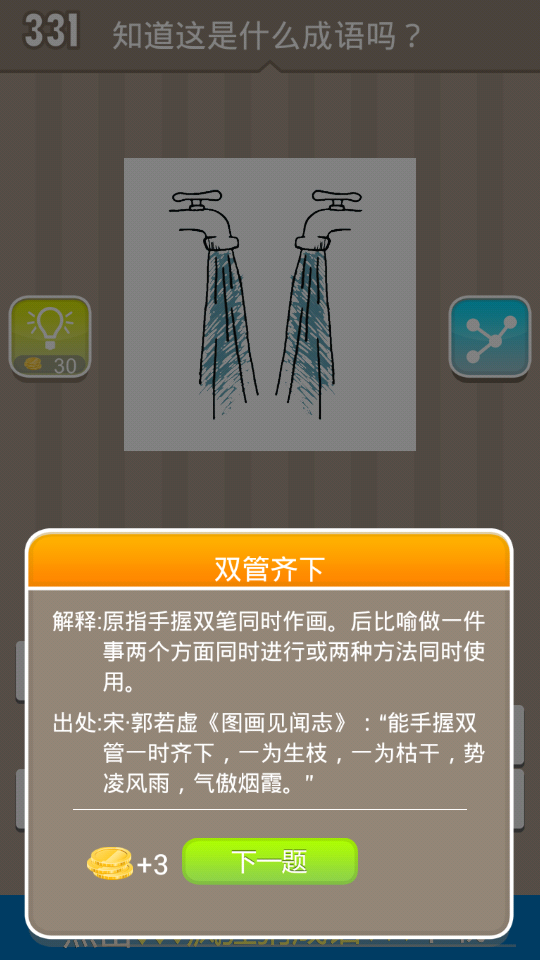 331
知道这是什么成语吗？
30
双管齐下
解释:原指手握双笔同时作画。后比喻做一件
事两个方面同时进行或两种方法同时使
用。
出处:宋·郭若虚《图画见闻志》：“能手握双
管一时齐下，一为生枝，一为枯干，势
凌风雨，气傲烟霞。”
+3
下一题